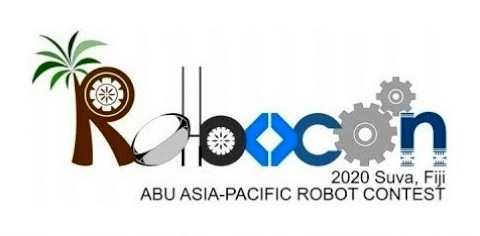 Robocon
2020 Suva, Fiji
ABU ASIA-PACIFIC ROBOT CONTEST